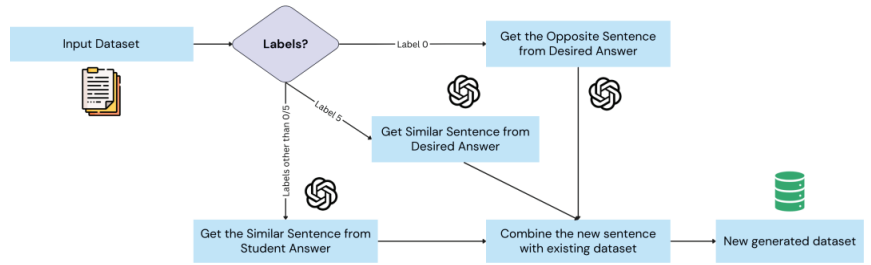 Input Dataset
Labels?
Label 0
Get the Opposite Sentence
from Desired Answer
Label 5
Get Similar Sentence from
Desired Answer
Labels other than 0/5
Get the Similar Sentence from
Student Answer
Combine the new sentence
with existing dataset
New generated dataset